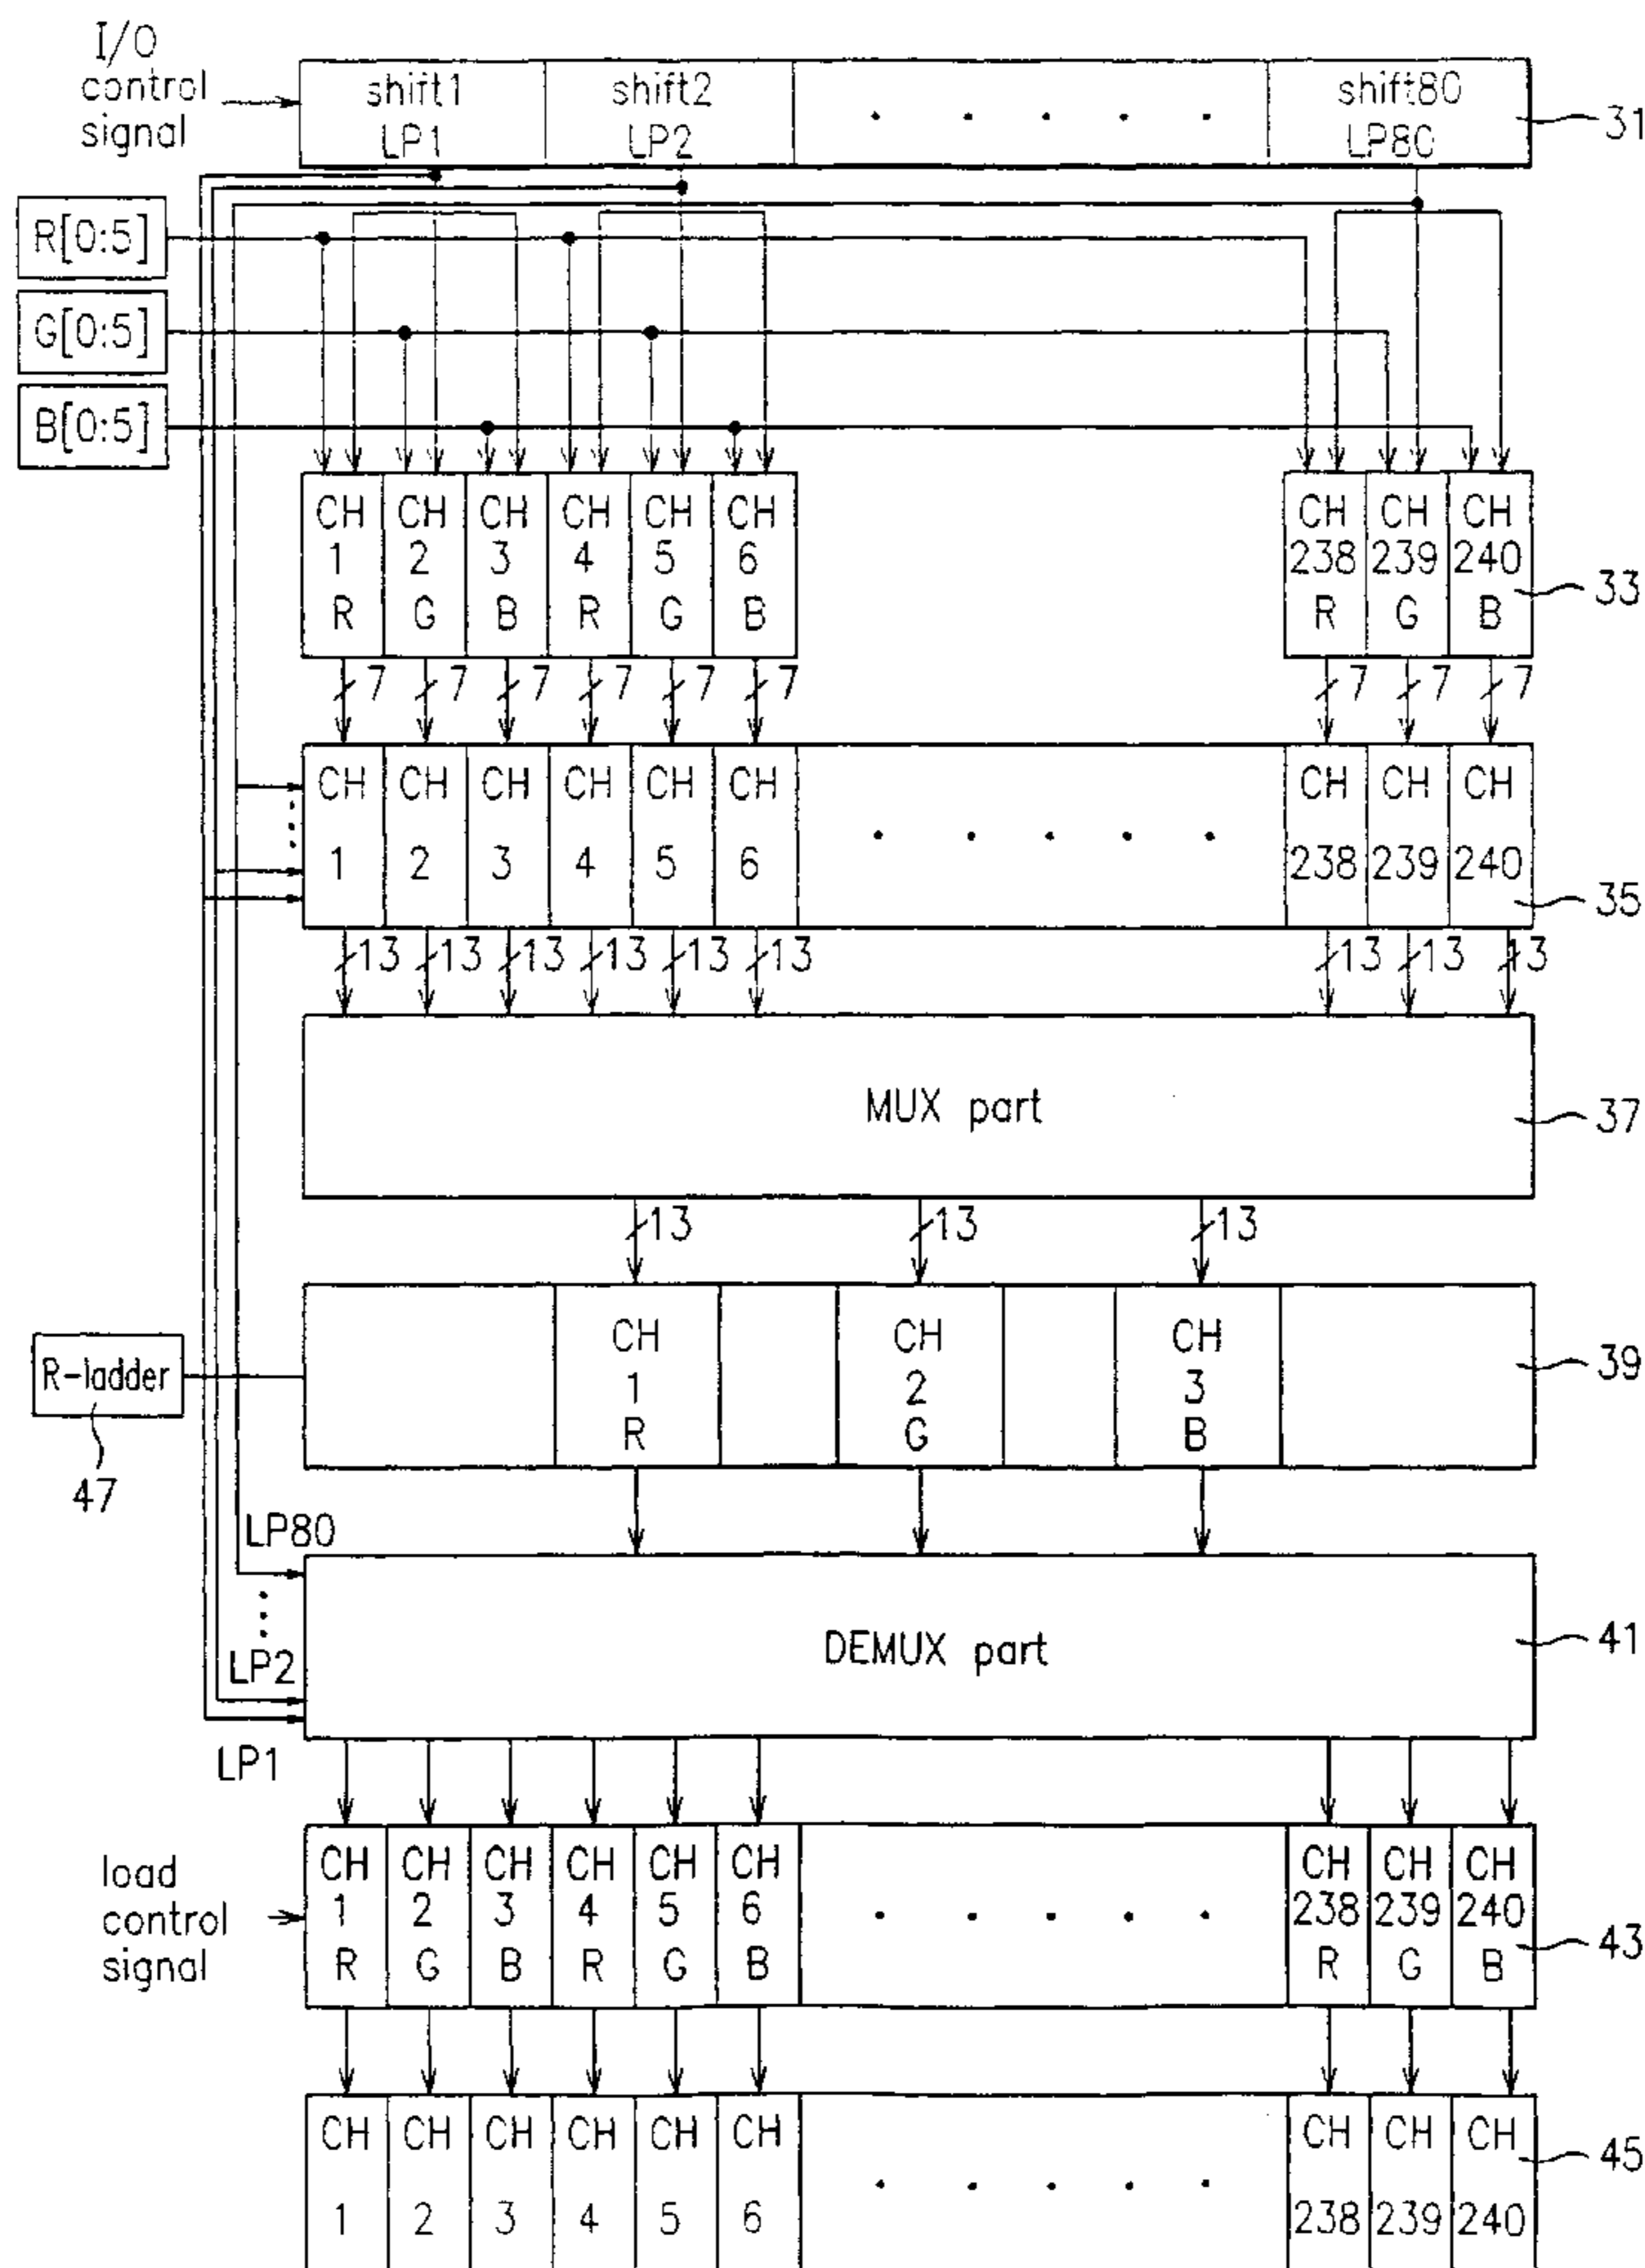 I/O
control
signal
shift1
LP1
shift2
LP2
shift80
LP80
31
R[0:5]
G[0:5]
B[0:5]
CH CH CH CH CH CH CH CH CH
1 2 3 4 5 6 238 239 240
R G B R G B R G B
33
7 7 7 7 7 7 7 7 7
CH CH CH CH CH CH CH CH CH
1 2 3 4 5 6 238 239 240
35
13 13 13 13 13 13 13 13 13
MUX part
37
13 13 13
CH CH CH
1 2 3
R G B
39
R-ladder
47
LP80
LP2
LP1
DEMUX part
41
load
control
signal
CH CH CH CH CH CH CH CH CH
1 2 3 4 5 6 238 239 240
R G B R G B R G B
43
CH CH CH CH CH CH CH CH CH
1 2 3 4 5 6 238 239 240
45